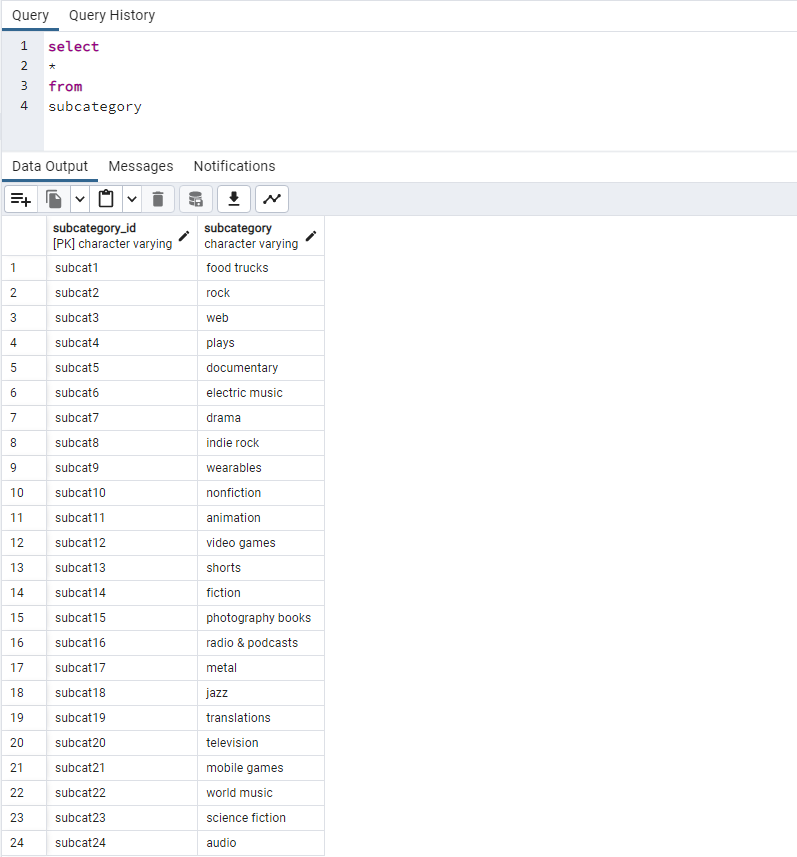 Query Query History
1 select
2 *
3 from
4 subcategory
Data Output Messages Notifications
subcategory_id subcategory
[PK] character varying character varying
1 subcat1 food trucks
2 subcat2 rock
3 subcat3 web
4 subcat4 plays
5 subcat5 documentary
6 subcat6 electric music
7 subcat7 drama
8 subcat8 indie rock
9 subcat9 wearables
10 subcat10 nonfiction
11 subcat11 animation
12 subcat12 video games
13 subcat13 shorts
14 subcat14 fiction
15 subcat15 photography books
16 subcat16 radio & podcasts
17 subcat17 metal
18 subcat18 jazz
19 subcat19 translations
20 subcat20 television
21 subcat21 mobile games
22 subcat22 world music
23 subcat23 science fiction
24 subcat24 audio